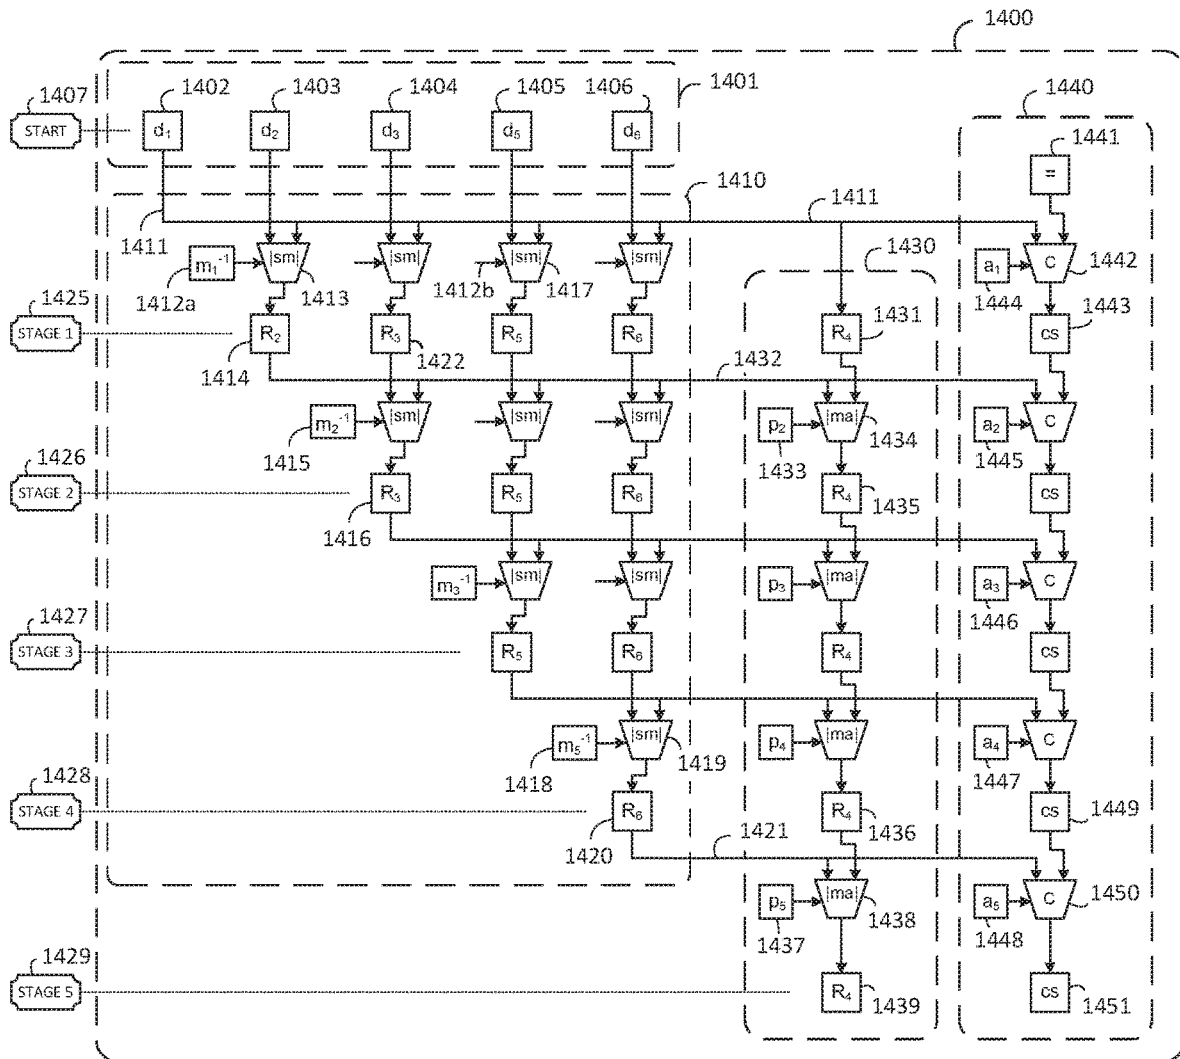 1400
1407 1402 1403 1404 1405 1406 1401 1440
START d₁ d₂ d₃ d₅ d₆ 1441
=
1410 1411
1411
m₁⁻¹ |sm| |sm| 1412b |sm| 1417 |sm| 1430 a₁ C 1442
1412a 1413 1444
1425 1443
STAGE 1 R₂ R₃ R₅ R₆ R₄ 1431 cs
1414 1422 1432
m₂⁻¹ |sm| |sm| |sm| p₂ |ma| 1434 a₂ C
1415 1433 1445
1426
STAGE 2 R₃ R₅ R₆ R₄ 1435 cs
1416
m₃⁻¹ |sm| |sm| p₃ |ma| a₃ C
1446
1427
STAGE 3 R₅ R₆ R₄ cs
m₅⁻¹ |sm| 1419 p₄ |ma| a₄ C
1418 1447
1428
STAGE 4 R₆ R₄ 1436 cs 1449
1420 1421
p₅ |ma| 1438 a₅ C 1450
1437 1448
1429
STAGE 5 R₄ 1439 cs 1451